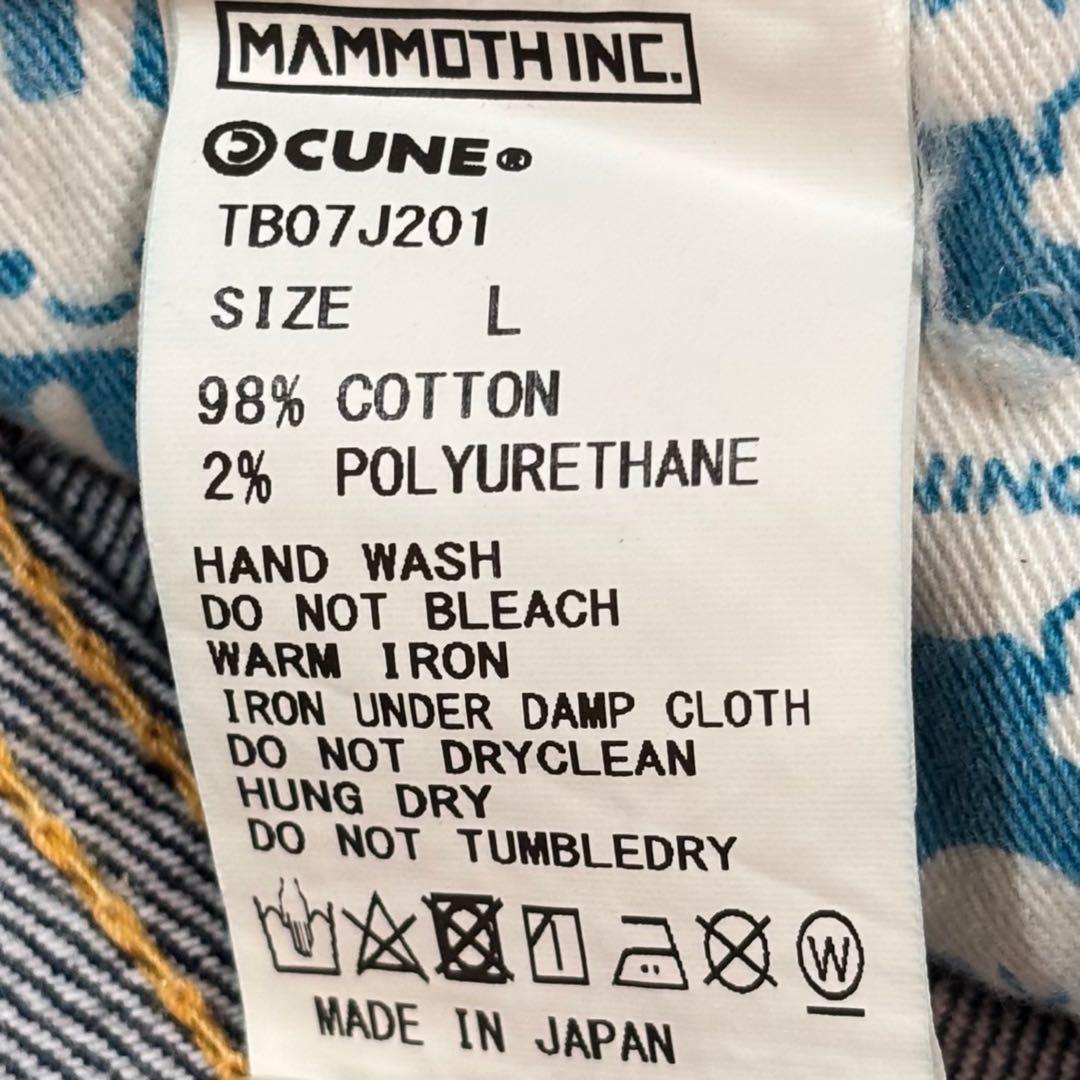 MAMMOTH INC.
CUNE®
TB07J201
SIZE L
98% COTTON
2% POLYURETHANE
HAND WASH
DO NOT BLEACH
WARM IRON
IRON UNDER DAMP CLOTH
DO NOT DRYCLEAN
HUNG DRY
DO NOT TUMBLEDRY
W
MADE IN JAPAN